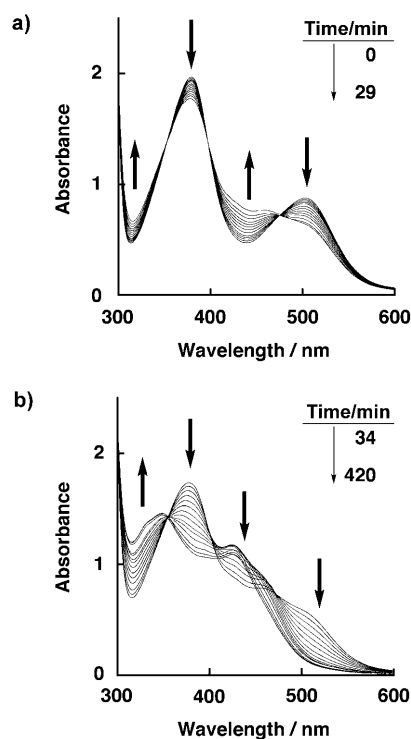 a)
Time/min
0
29
2
1
0
Absorbance
300 400 500 600
Wavelength / nm
b)
Time/min
34
420
2
1
0
Absorbance
300 400 500 600
Wavelength / nm